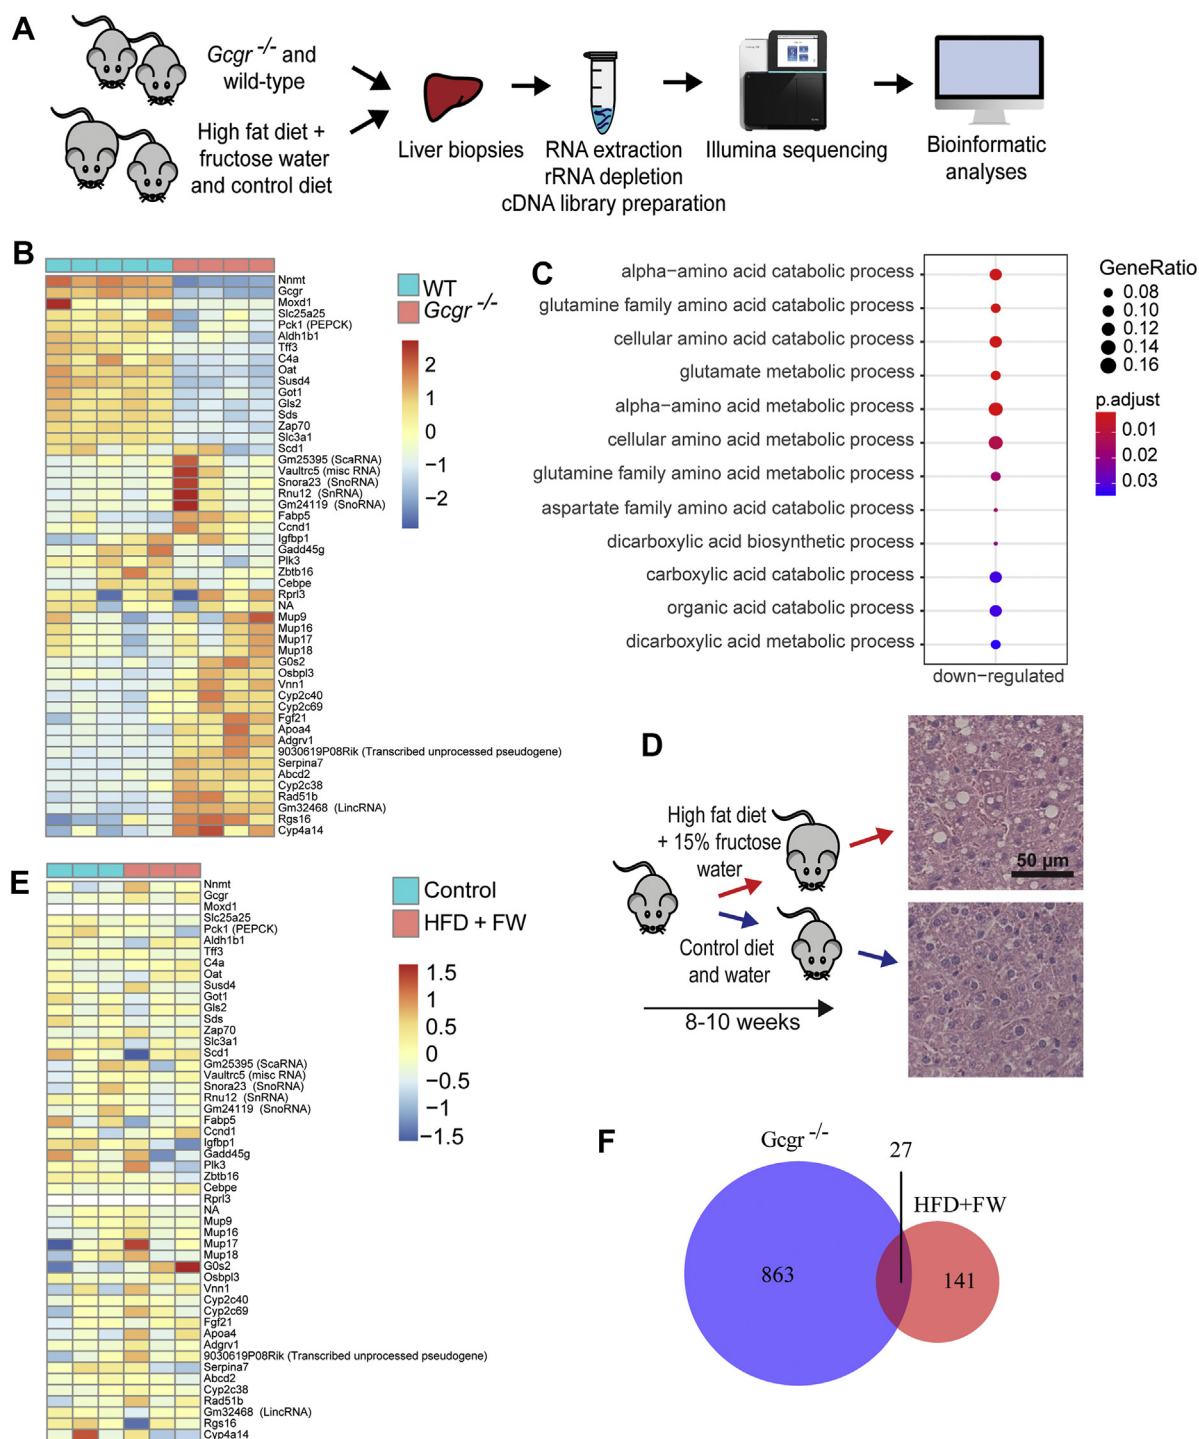 A
Gcgr -/- and
wild-type
High fat diet +
fructose water
and control diet
Liver biopsies
RNA extraction
rRNA depletion
cDNA library preparation
Illumina sequencing
Bioinformatic
analyses
B
Nnmt
Gcgr
Moxd1
Slc25a25
Pck1 (PEPCK)
Aldh1b1
Tff3
C4a
Oat
Susd4
Got1
Gls2
Sds
Zap70
Slc3a1
Scd1
Gm25395 (ScaRNA)
Vaultrc5 (misc RNA)
Snora23 (SnoRNA)
Rnu12 (SnRNA)
Gm24119 (SnoRNA)
Fabp5
Ccnd1
Igfbp1
Gadd45g
Plk3
Zbtb16
Cebpe
Rprl3
NA
Mup9
Mup16
Mup17
Mup18
G0s2
Osbpl3
Vnn1
Cyp2c40
Cyp2c69
Fgf21
Apoa4
Adgrv1
9030619P08Rik (Transcribed unprocessed pseudogene)
Serpina7
Abcd2
Cyp2c38
Rad51b
Gm32468 (LincRNA)
Rgs16
Cyp4a14
WT
Gcgr -/-
2
1
0
−1
−2
C
alpha−amino acid catabolic process
glutamine family amino acid catabolic process
cellular amino acid catabolic process
glutamate metabolic process
alpha−amino acid metabolic process
cellular amino acid metabolic process
glutamine family amino acid metabolic process
aspartate family amino acid catabolic process
dicarboxylic acid biosynthetic process
carboxylic acid catabolic process
organic acid catabolic process
dicarboxylic acid metabolic process
down−regulated
GeneRatio
0.08
0.10
0.12
0.14
0.16
p.adjust
0.01
0.02
0.03
D
High fat diet
+ 15% fructose
water
Control diet
and water
8-10 weeks
50 µm
E
Nnmt
Gcgr
Moxd1
Slc25a25
Pck1 (PEPCK)
Aldh1b1
Tff3
C4a
Oat
Susd4
Got1
Gls2
Sds
Zap70
Slc3a1
Scd1
Gm25395 (ScaRNA)
Vaultrc5 (misc RNA)
Snora23 (SnoRNA)
Rnu12 (SnRNA)
Gm24119 (SnoRNA)
Fabp5
Ccnd1
Igfbp1
Gadd45g
Plk3
Zbtb16
Cebpe
Rprl3
NA
Mup9
Mup16
Mup17
Mup18
G0s2
Osbpl3
Vnn1
Cyp2c40
Cyp2c69
Fgf21
Apoa4
Adgrv1
9030619P08Rik (Transcribed unprocessed pseudogene)
Serpina7
Abcd2
Cyp2c38
Rad51b
Gm32468 (LincRNA)
Rgs16
Cyp4a14
Control
HFD + FW
1.5
1
0.5
0
−0.5
−1
−1.5
F
Gcgr -/-
27
HFD+FW
863
141